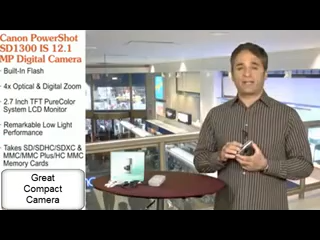 Canon PowerShot
SD1300 IS 12.1
MP Digital Camera
Built-In Flash
4x Optical & Digital Zoom
2.7 Inch TFT PureColor
System LCD Monitor
Remarkable Low Light
Performance
Takes SD/SDHC/SDXC &
MMC/MMC Plus/HC MMC
Memory Cards
Great
Compact
Camera